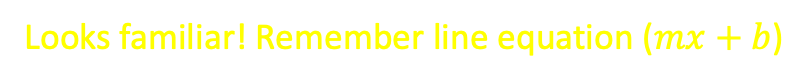 Looks familiar! Remember line equation (mx + b)